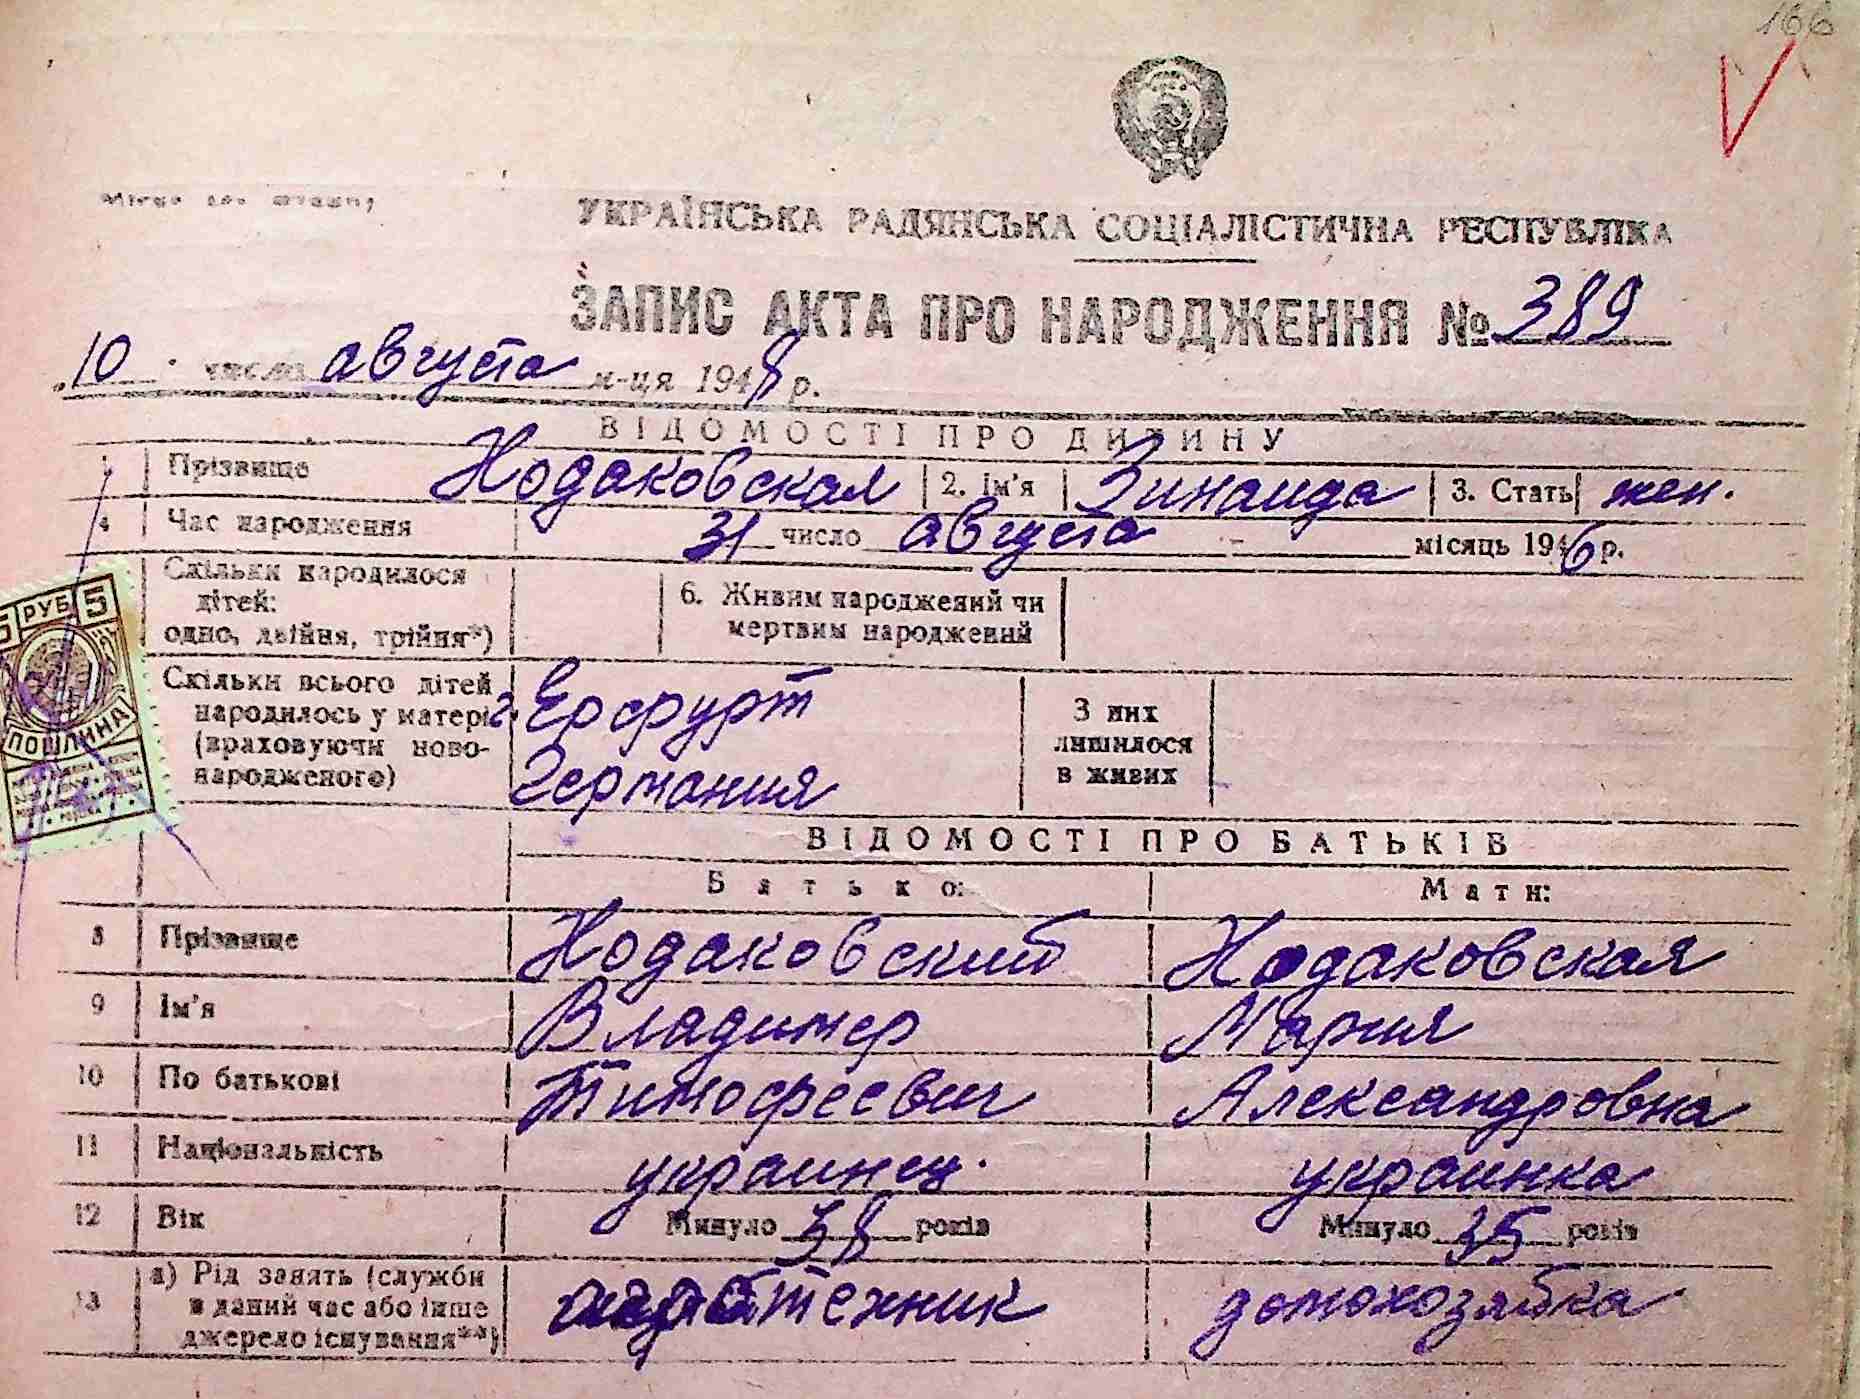 166
УКРАЇНСЬКА РАДЯНСЬКА СОЦІАЛІСТИЧНА РЕСПУБЛІКА
ЗАПИС АКТА ПРО НАРОДЖЕННЯ № 389
"10" числа августа м-ця 1948 р.
ВІДОМОСТІ ПРО ДИТИНУ
1 Прізвище Нодаковская 2. Ім'я Зинаида 3. Стать жен.
4 Час народження 31 число августа місяць 1946 р.
Скільки народилося дітей: одно, двійня, трійня*) 6. Живим народжений чи мертвим народжений
5 РУБ 5
ПОШЛИНА
Скільки всього дітей народилось у матері (враховуючи новонародженого) г. Ерфурт Германия З них лишилося в живих
ВІДОМОСТІ ПРО БАТЬКІВ
Батько: Мати:
8 Прізвище Нодаковский Нодаковская
9 Ім'я Владимер Мария
10 По батькові Тимофеевич Александровна
11 Національність украинец. украинка
12 Вік Минуло 38 років Минуло 35 років
13 а) Рід занять (служби в даний час або інше джерело існування**) техник домохозяйка